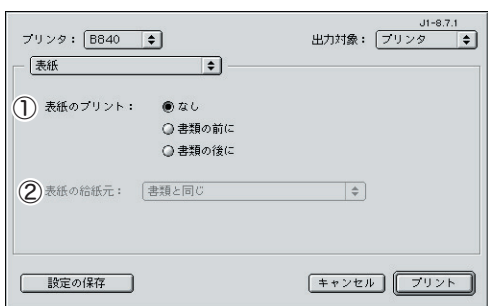 J1-8.7.1
プリンタ： B840 出力対象： プリンタ
表紙
① 表紙のプリント： なし
書類の前に
書類の後に
② 表紙の給紙元： 書類と同じ
設定の保存 キャンセル プリント